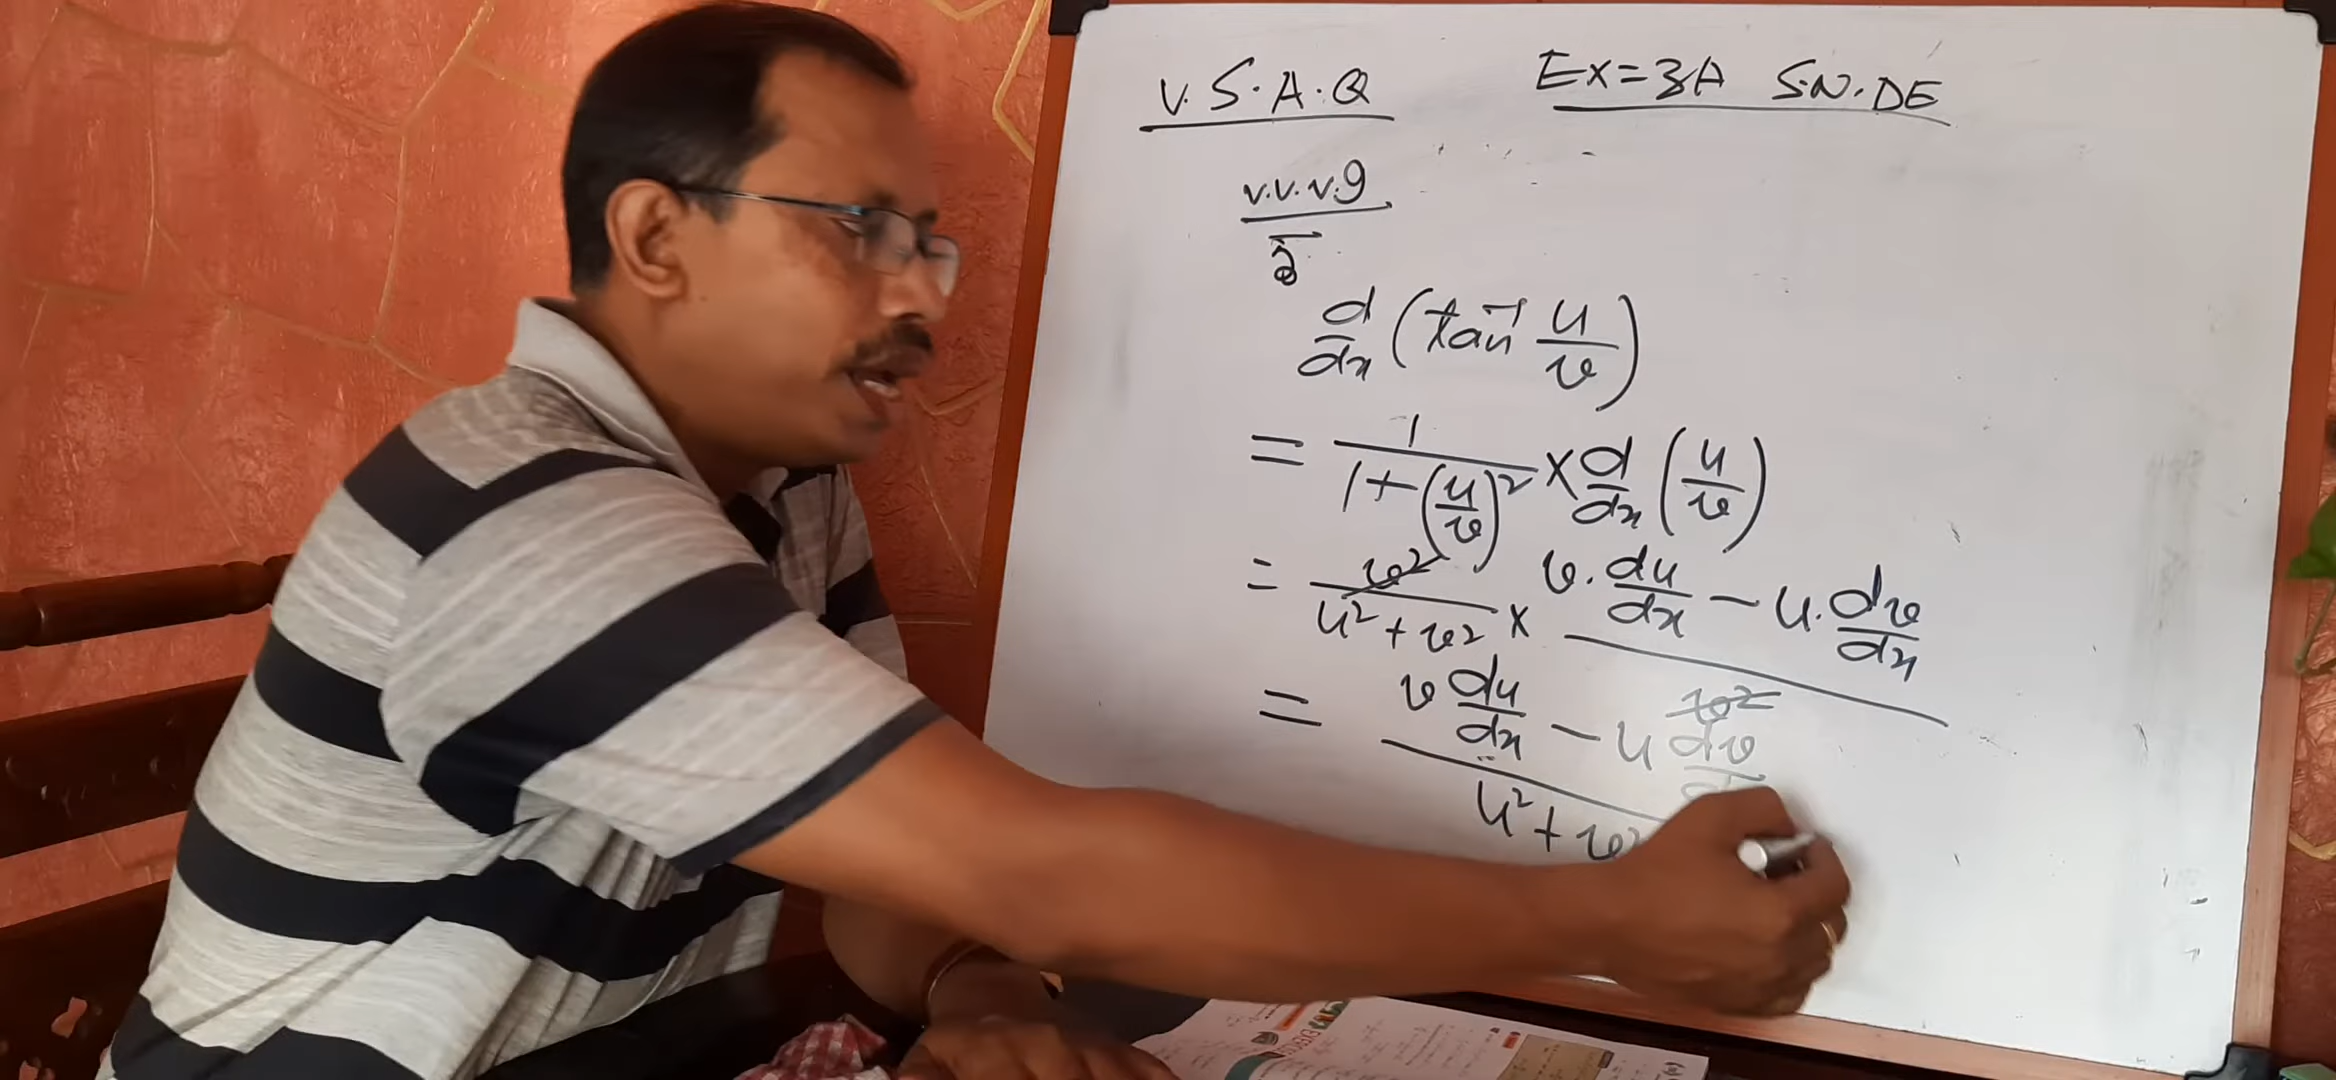 V.S.A.Q
Ex=3A S.N.DE
v.v.v.g
d/dx (tan⁻¹ u/v)
= 1/(1+(u/v)²) × d/dx (u/v)
= v²/(u²+v²) × (v. du/dx − u. dv/dx)/v²
= (v du/dx − u dv/d)/(u²+v²)